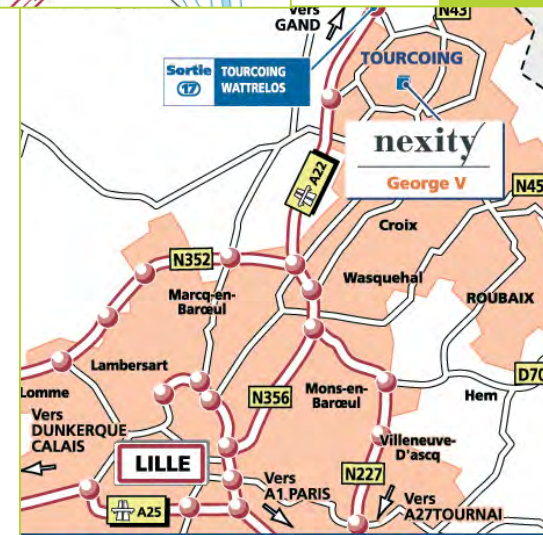 vers
GAND
N43
Sortie
17
TOURCOING
WATTRELOS
TOURCOING
nexity
George V
A22
N45
Croix
N352
Wasquehal
Marcq-en-
Barœul
ROUBAIX
Lambersart
D70
Lomme
N356
Mons-en-
Barœul
Hem
Vers
DUNKERQUE
CALAIS
Villeneuve-
D'ascq
LILLE
N227
Vers
A1 PARIS
A25
Vers
A27TOURNAI